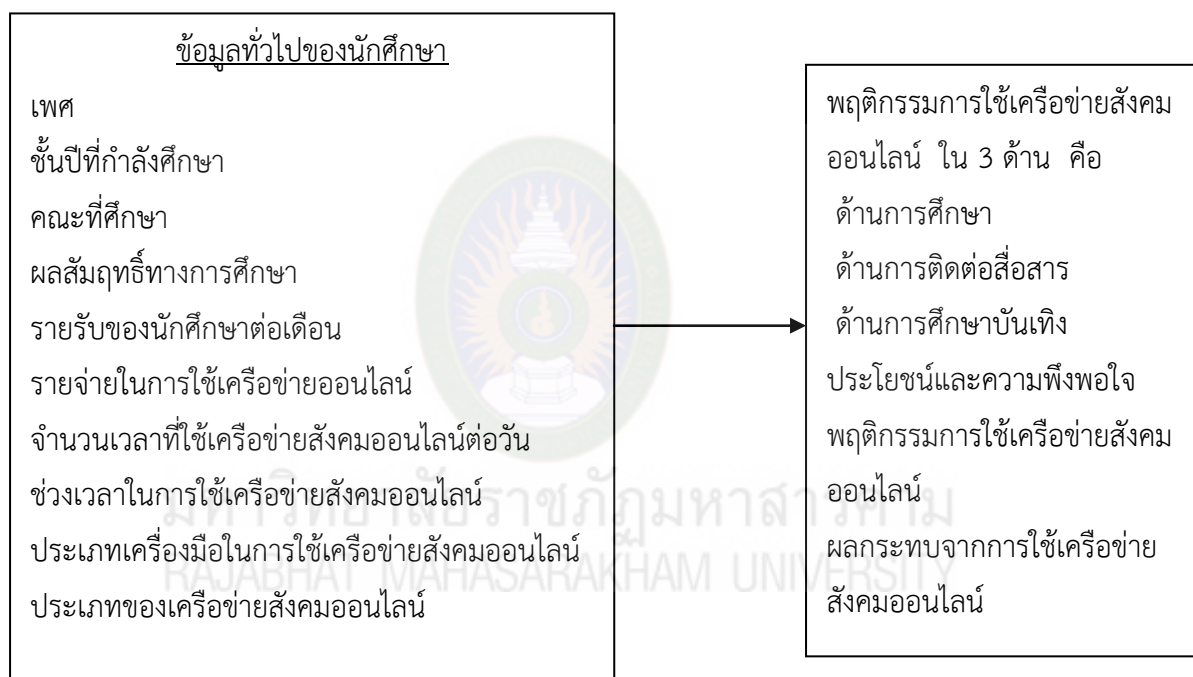 ข้อมูลทั่วไปของนักศึกษา
เพศ
ชั้นปีที่กำลังศึกษา
คณะที่ศึกษา
ผลสัมฤทธิ์ทางการศึกษา
รายรับของนักศึกษาต่อเดือน
รายจ่ายในการใช้เครือข่ายออนไลน์
จำนวนเวลาที่ใช้เครือข่ายสังคมออนไลน์ต่อวัน
ช่วงเวลาในการใช้เครือข่ายสังคมออนไลน์
ประเภทเครื่องมือในการใช้เครือข่ายสังคมออนไลน์
ประเภทของเครือข่ายสังคมออนไลน์
พฤติกรรมการใช้เครือข่ายสังคม
ออนไลน์ ใน 3 ด้าน คือ
ด้านการศึกษา
ด้านการติดต่อสื่อสาร
ด้านการศึกษาบันเทิง
ประโยชน์และความพึงพอใจ
พฤติกรรมการใช้เครือข่ายสังคม
ออนไลน์
ผลกระทบจากการใช้เครือข่าย
สังคมออนไลน์
มหาวิทยาลัยราชภัฏมหาสารคาม
RAJABHAT MAHASARAKHAM UNIVERSITY